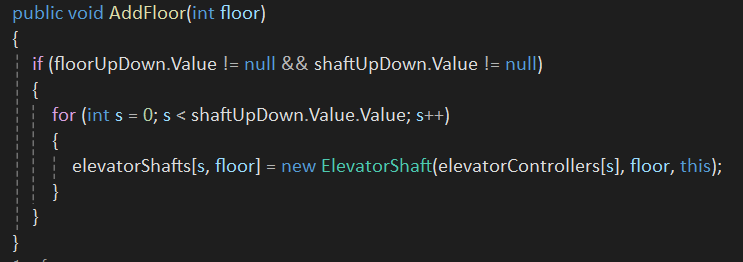 public void AddFloor(int floor)
{
if (floorUpDown.Value != null && shaftUpDown.Value != null)
{
for (int s = 0; s < shaftUpDown.Value.Value; s++)
{
elevatorShafts[s, floor] = new ElevatorShaft(elevatorControllers[s], floor, this);
}
}
}